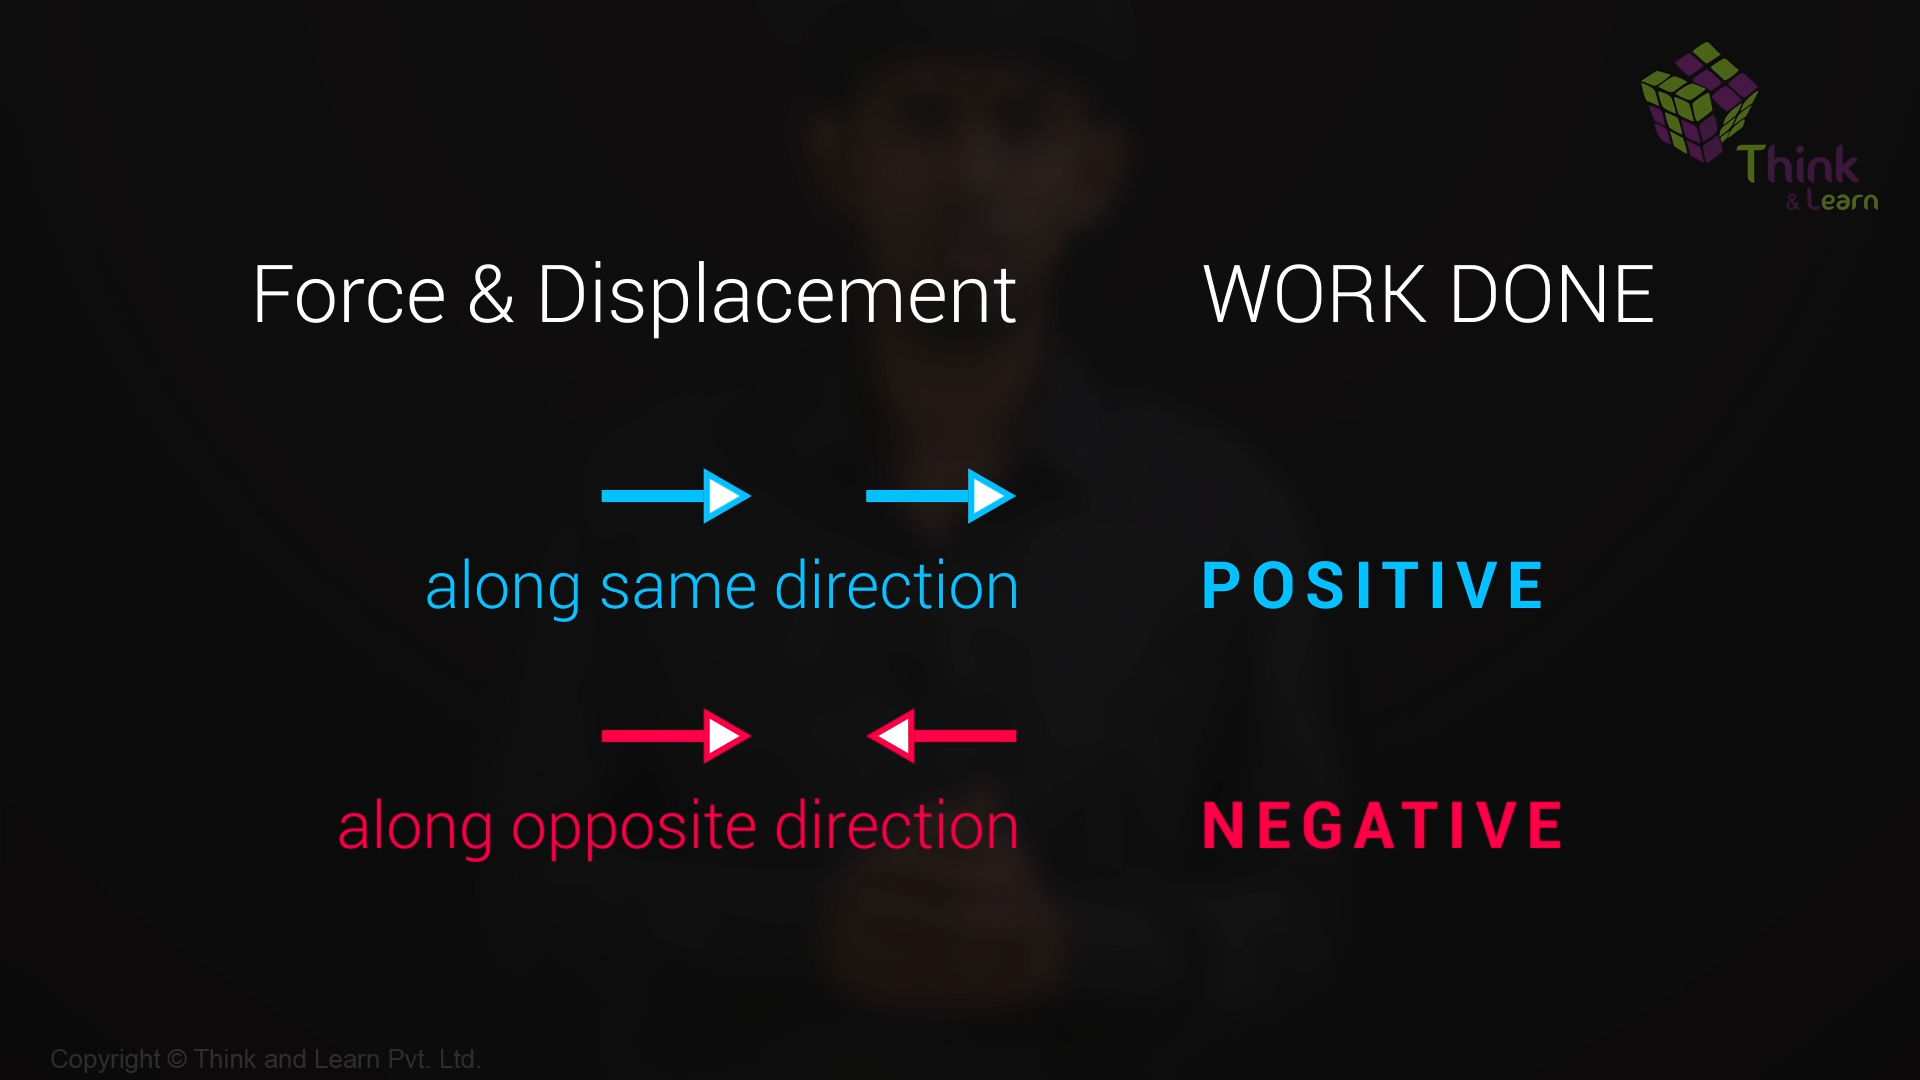 Think
& Learn
Force & Displacement WORK DONE
along same direction POSITIVE
along opposite direction NEGATIVE
Copyright © Think and Learn Pvt. Ltd.